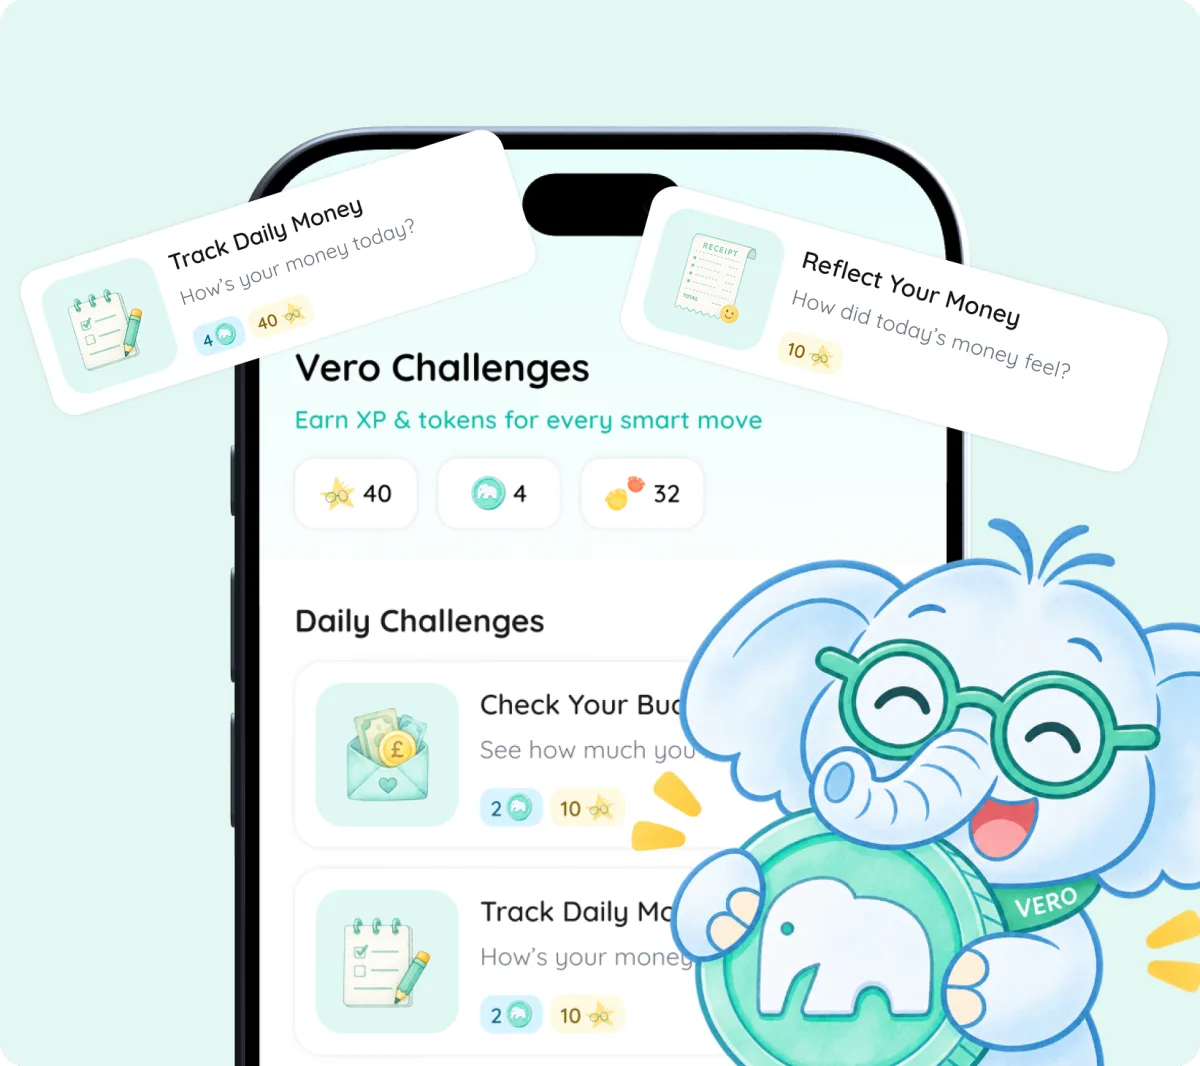 Track Daily Money
How's your money today?
4
40
RECEIPT
TOTAL
Reflect Your Money
How did today's money feel?
10
Vero Challenges
Earn XP & tokens for every smart move
40
4
32
Daily Challenges
£
Check Your Bud
See how much you
2
10
Track Daily Mo
How's your money
2
10
VERO